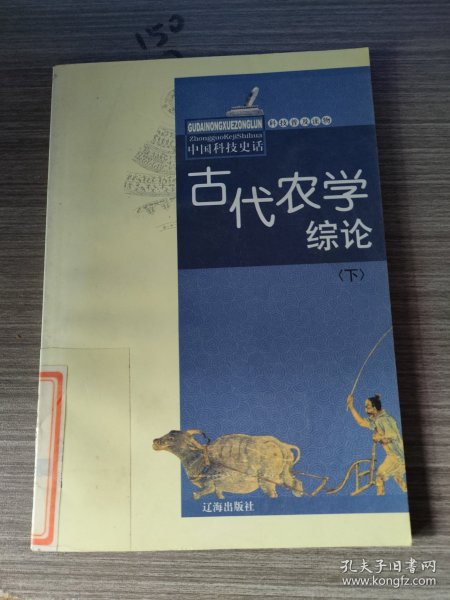 150
GUDAINONGXUEZONGLUN
ZhongguoKejiShihua
中国科技史话
科技普及读物
古代农学
综论
〈下〉
辽海出版社
孔夫子旧书网
www.kongfz.com